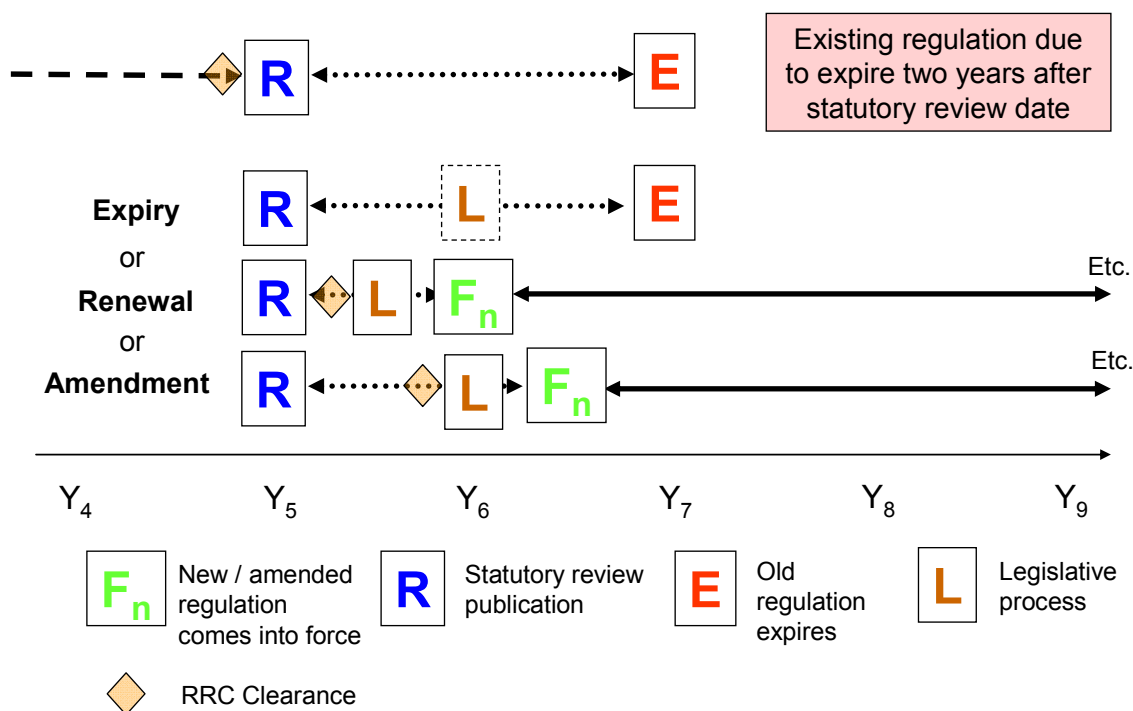 R
E
Existing regulation due
to expire two years after
statutory review date
Expiry
R
L
E
or
Renewal
R
L
Fn
Etc.
or
Amendment
R
L
Fn
Etc.
Y4 Y5 Y6 Y7 Y8 Y9
Fn
New / amended
regulation
comes into force
R
Statutory review
publication
E
Old
regulation
expires
L
Legislative
process
RRC Clearance